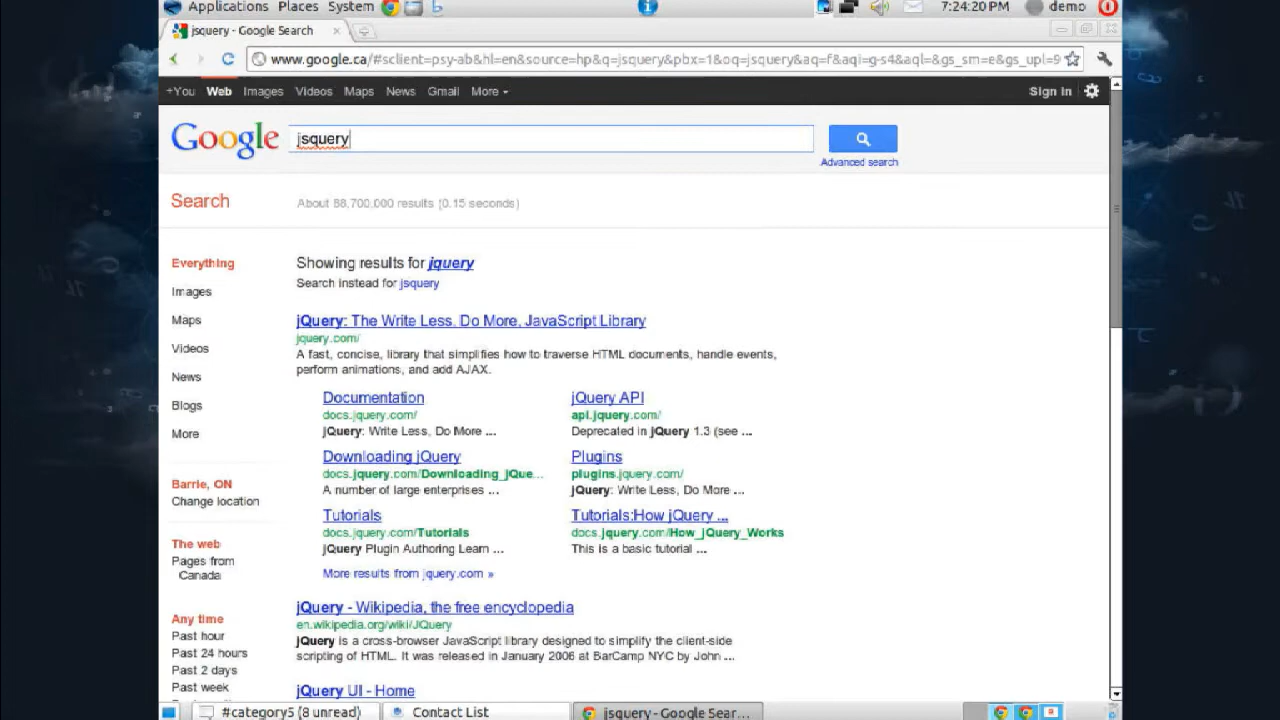 Applications Places System 7:24:20 PM demo
jsquery - Google Search
www.google.ca/#sclient=psy-ab&hl=en&source=hp&q=jsquery&pbx=1&oq=jsquery&aq=f&aqi=g-s4&aql=&gs_sm=e&gs_upl=9
+You Web Images Videos Maps News Gmail More Sign in
Google jsquery
Advanced search
Search About 88,700,000 results (0.15 seconds)
Everything
Images
Maps
Videos
News
Blogs
More
Barrie, ON
Change location
The web
Pages from
Canada
Any time
Past hour
Past 24 hours
Past 2 days
Past week
Showing results for jquery
Search instead for jsquery
jQuery: The Write Less, Do More, JavaScript Library
jquery.com/
A fast, concise, library that simplifies how to traverse HTML documents, handle events,
perform animations, and add AJAX.
Documentation
docs.jquery.com/
jQuery: Write Less, Do More ...
jQuery API
api.jquery.com/
Deprecated in jQuery 1.3 (see ...
Downloading jQuery
docs.jquery.com/Downloading_jQue...
A number of large enterprises ...
Plugins
plugins.jquery.com/
jQuery: Write Less, Do More ...
Tutorials
docs.jquery.com/Tutorials
jQuery Plugin Authoring Learn ...
Tutorials:How jQuery ...
docs.jquery.com/How_jQuery_Works
This is a basic tutorial ...
More results from jquery.com »
jQuery - Wikipedia, the free encyclopedia
en.wikipedia.org/wiki/JQuery
jQuery is a cross-browser JavaScript library designed to simplify the client-side
scripting of HTML. It was released in January 2006 at BarCamp NYC by John ...
jQuery UI - Home
#category5 (8 unread) Contact List jsquery - Google Sear...